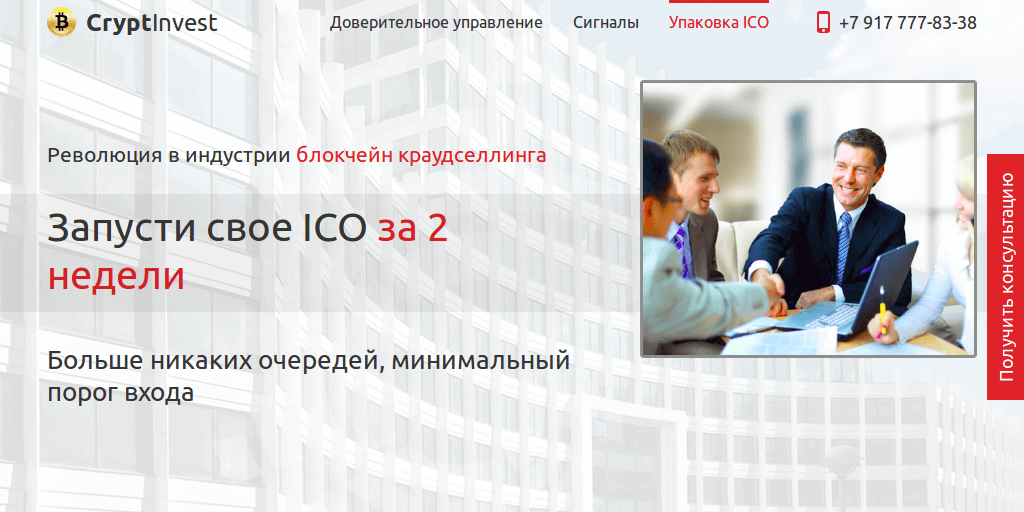 CryptInvest
Доверительное управление
Сигналы
Упаковка ICO
+7 917 777-83-38
Революция в индустрии блокчейн краудселлинга
Запусти свое ICO за 2
недели
Больше никаких очередей, минимальный
порог входа
Получить консультацию